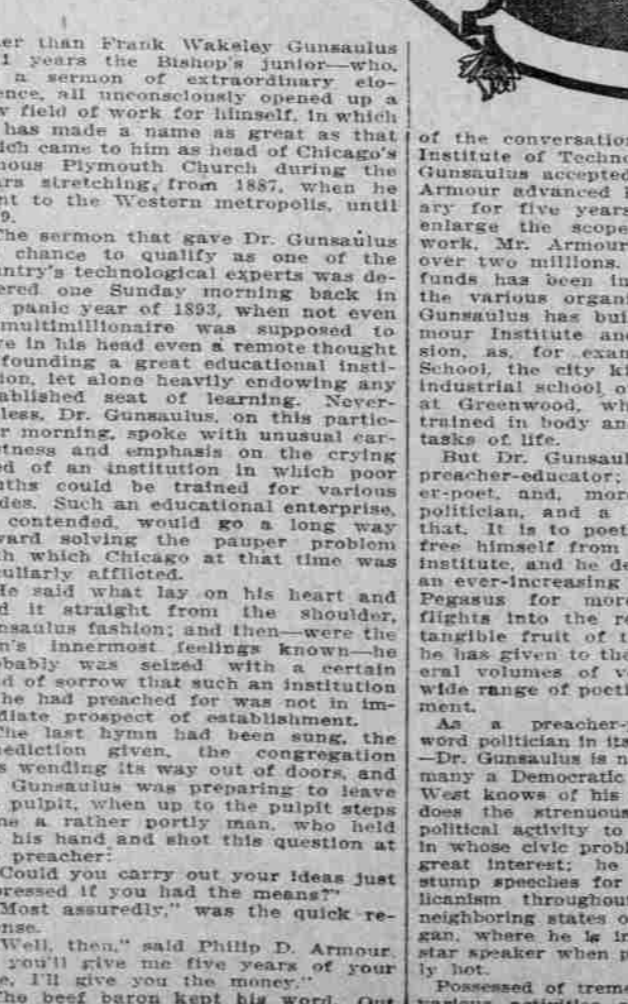 er than Frank Wakeley Gunsaulus
1 years the Bishop's junior—who,
a sermon of extraordinary elo-
ence, all unconsciously opened up a
w field of work for himself, in which
has made a name as great as that
ich came to him as head of Chicago's
mous Plymouth Church during the
ars stretching, from 1887, when he
nt to the Western metropolis, until
9.
The sermon that gave Dr. Gunsaulus
chance to qualify as one of the
untry's technological experts was de-
ered one Sunday morning back in
panic year of 1893, when not even
multimillionaire was supposed to
ve in his head even a remote thought
founding a great educational insti-
ion, let alone heavily endowing any
ablished seat of learning. Never-
less, Dr. Gunsaulus, on this partic-
r morning, spoke with unusual ear-
stness and emphasis on the crying
ed of an institution in which poor
uths could be trained for various
des. Such an educational enterprise,
contended, would go a long way
ward solving the pauper problem
th which Chicago at that time was
culiarly afflicted.
He said what lay on his heart and
d it straight from the shoulder,
nsaulus fashion; and then—were the
n's innermost feelings known—he
obably was seized with a certain
d of sorrow that such an institution
he had preached for was not in im-
diate prospect of establishment.
The last hymn had been sung, the
nediction given, the congregation
s wending its way out of doors, and
Gunsaulus was preparing to leave
pulpit, when up to the pulpit steps
me a rather portly man, who held
his hand and shot this question at
preacher:
"Could you carry out your ideas just
pressed if you had the means?"
"Most assuredly," was the quick re-
nse.
"Well, then," said Philip D. Armour,
you'll give me five years of your
e, I'll give you the money."
The beef baron kept his word. Out
of the conversation
Institute of Techno
Gunsaulus accepted
Armour advanced
ary for five years
enlarge the scope
work, Mr. Armour
over two millions.
funds has been in
the various organi
Gunsaulus has bui
mour Institute and
sion, as, for exam
School, the city ki
industrial school o
at Greenwood, wh
trained in body an
tasks of life.
But Dr. Gunsaul
preacher-educator;
er-poet, and, mor
politician, and a
that. It is to poet
free himself from
institute, and he de
an ever-increasing
Pegasus for more
flights into the re
tangible fruit of t
he has given to the
eral volumes of v
wide range of poeti
ment.
As a preacher-
word politician in its
—Dr. Gunsaulus is n
many a Democratic
West knows of his
does the strenuous
political activity to
in whose civic probl
great interest; he
stump speeches for
licanism throughout
neighboring states o
gan, where he is in
star speaker when p
ly hot.
Possessed of treme